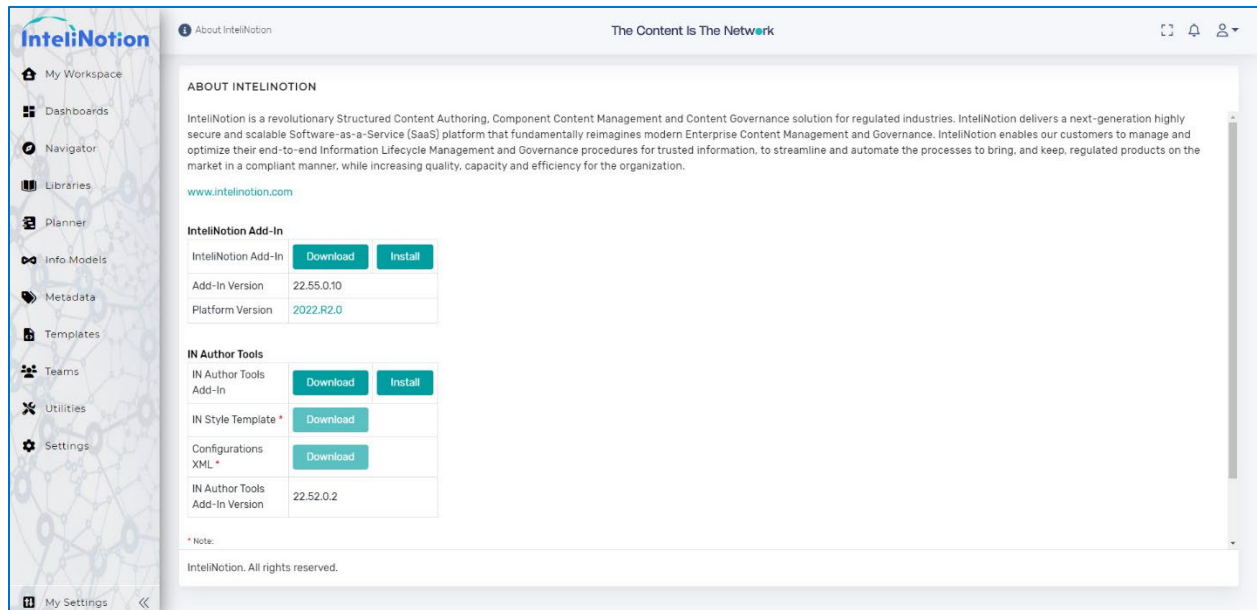 InteliNotion
About InteliNotion
The Content Is The Network
My Workspace
Dashboards
Navigator
Libraries
Planner
Info Models
Metadata
Templates
Teams
Utilities
Settings
My Settings
ABOUT INTELINOTION
InteliNotion is a revolutionary Structured Content Authoring, Component Content Management and Content Governance solution for regulated industries. InteliNotion delivers a next-generation highly
secure and scalable Software-as-a-Service (SaaS) platform that fundamentally reimagines modern Enterprise Content Management and Governance. InteliNotion enables our customers to manage and
optimize their end-to-end Information Lifecycle Management and Governance procedures for trusted information, to streamline and automate the processes to bring, and keep, regulated products on the
market in a compliant manner, while increasing quality, capacity and efficiency for the organization.
www.intelinotion.com
InteliNotion Add-In
InteliNotion Add-In Download Install
Add-In Version 22.55.0.10
Platform Version 2022.R2.0
IN Author Tools
IN Author Tools
Add-In Download Install
IN Style Template * Download
Configurations
XML * Download
IN Author Tools
Add-In Version 22.52.0.2
* Note:
InteliNotion. All rights reserved.